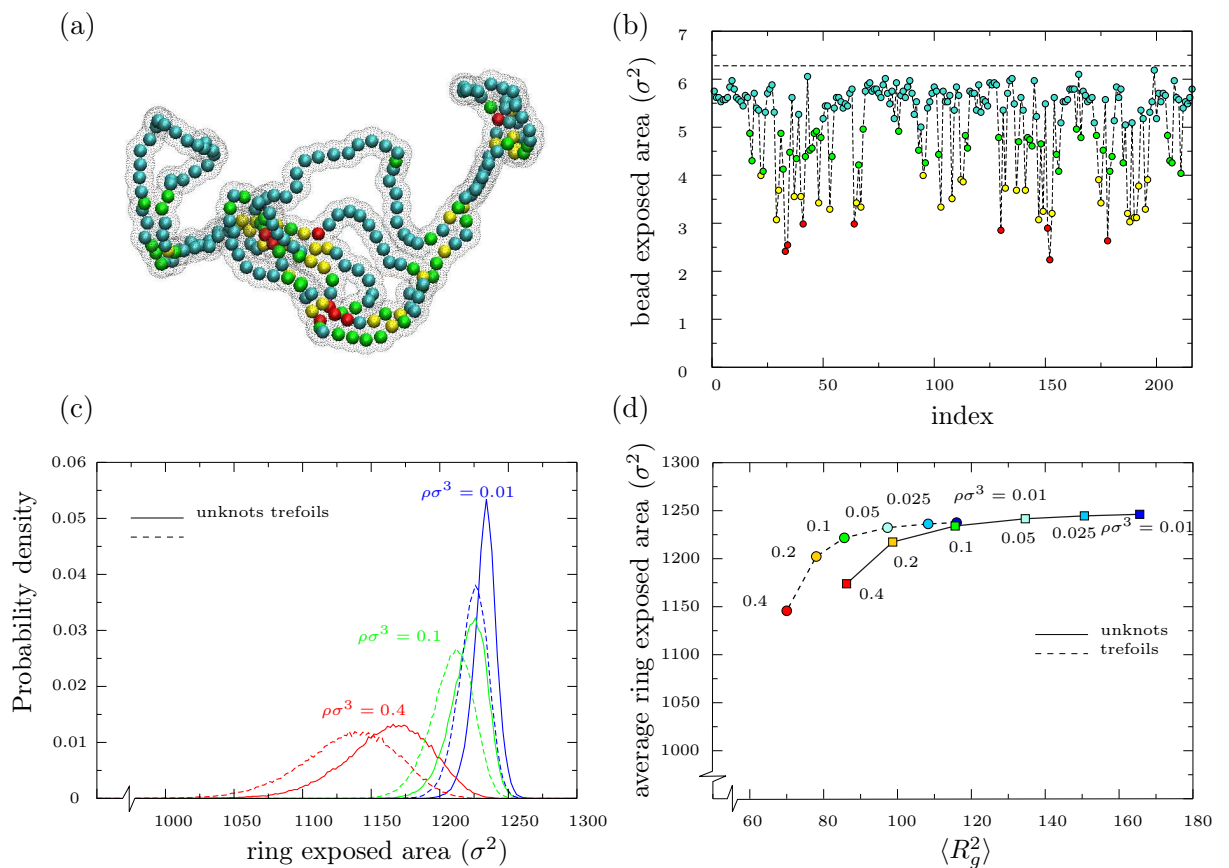 (a)
(b)
bead exposed area (σ²)
7
6
5
4
3
2
1
0
0 50 100 150 200
index
(c)
Probability density
0.06
0.05
0.04
0.03
0.02
0.01
0
unknots trefoils
ρσ³ = 0.01
ρσ³ = 0.1
ρσ³ = 0.4
1000 1050 1100 1150 1200 1250 1300
ring exposed area (σ²)
(d)
average ring exposed area (σ²)
1300
1250
1200
1150
1100
1050
1000
0.4
0.2
0.1
0.05
0.025
ρσ³ = 0.01
0.4
0.2
0.1
0.05
0.025
ρσ³ = 0.01
unknots
trefoils
60 80 100 120 140 160 180
⟨R_g²⟩